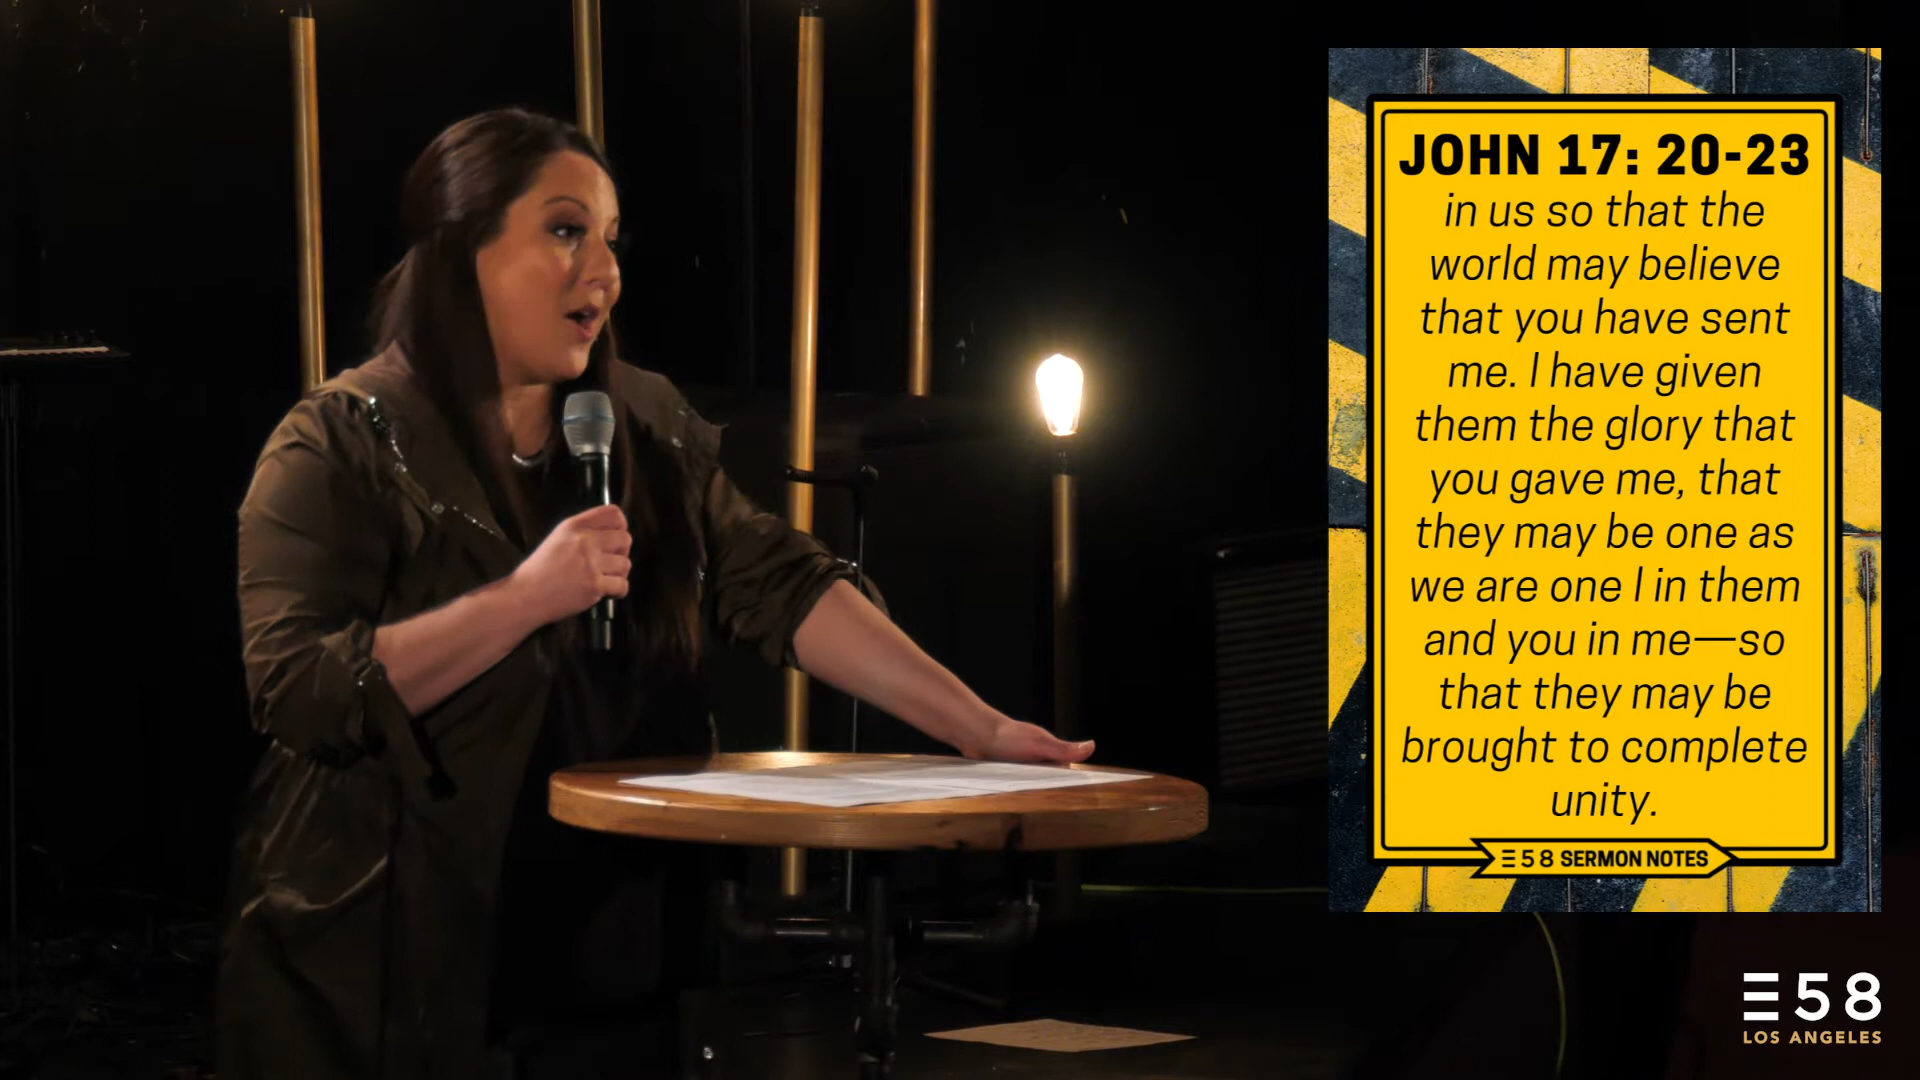 JOHN 17: 20-23
in us so that the
world may believe
that you have sent
me. I have given
them the glory that
you gave me, that
they may be one as
we are one I in them
and you in me—so
that they may be
brought to complete
unity.
E58 SERMON NOTES
E58
LOS ANGELES